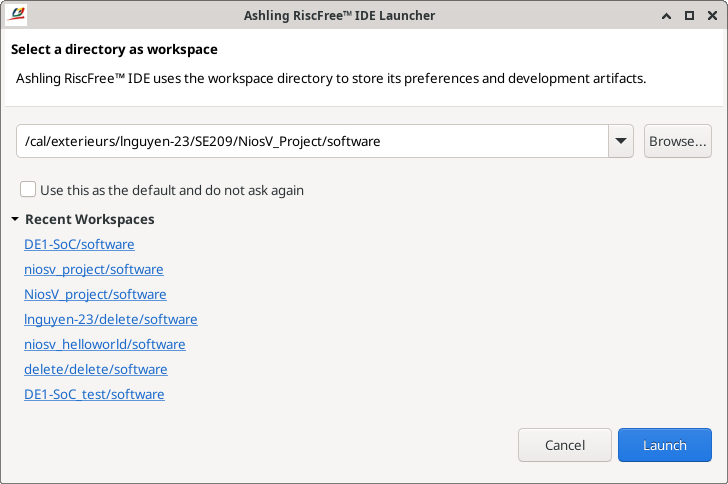 Ashling RiscFree™ IDE Launcher
Select a directory as workspace
Ashling RiscFree™ IDE uses the workspace directory to store its preferences and development artifacts.
/cal/exterieurs/lnguyen-23/SE209/NiosV_Project/software
Browse...
Use this as the default and do not ask again
Recent Workspaces
DE1-SoC/software
niosv_project/software
NiosV_project/software
lnguyen-23/delete/software
niosv_helloworld/software
delete/delete/software
DE1-SoC_test/software
Cancel
Launch